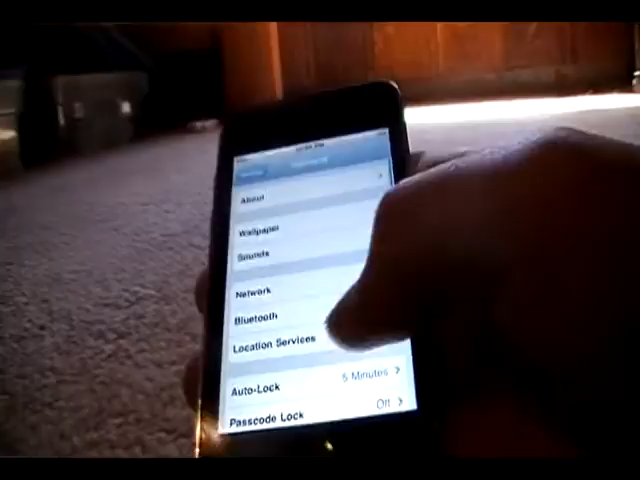 About
Wallpaper
Sounds
Network
Bluetooth
Location Services
Auto-Lock 5 Minutes
Passcode Lock Off